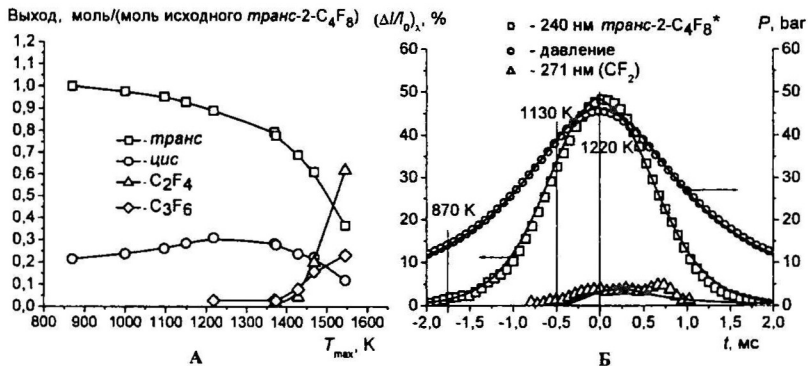 Выход, моль/(моль исходного транс-2-C₄F₈)
1,2
1,1
1,0
0,9
0,8
0,7
0,6
0,5
0,4
0,3
0,2
0,1
0,0
800 900 1000 1100 1200 1300 1400 1500 1600
- транс
- цис
- C₂F₄
- C₃F₆
Tmax, К
А
(ΔI/I₀)λ, %
- 240 нм транс-2-C₄F₈*
- давление
- 271 нм (CF₂)
P, bar
60
50
40
30
20
10
0
1130 К
1220 К
870 К
60
50
40
30
20
10
0
-2,0 -1,5 -1,0 -0,5 0,0 0,5 1,0 1,5 2,0
t, мс
Б